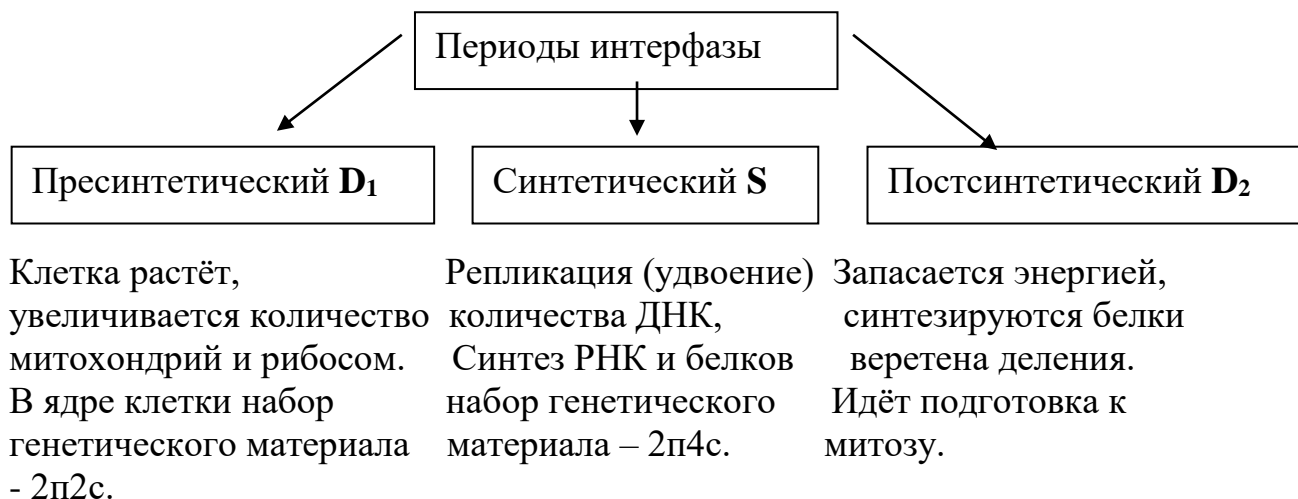 Периоды интерфазы
Пресинтетический D₁
Синтетический S
Постсинтетический D₂
Клетка растёт,
увеличивается количество
митохондрий и рибосом.
В ядре клетки набор
генетического материала
- 2п2с.
Репликация (удвоение)
количества ДНК,
Синтез РНК и белков
набор генетического
материала – 2п4с.
Запасается энергией,
синтезируются белки
веретена деления.
Идёт подготовка к
митозу.